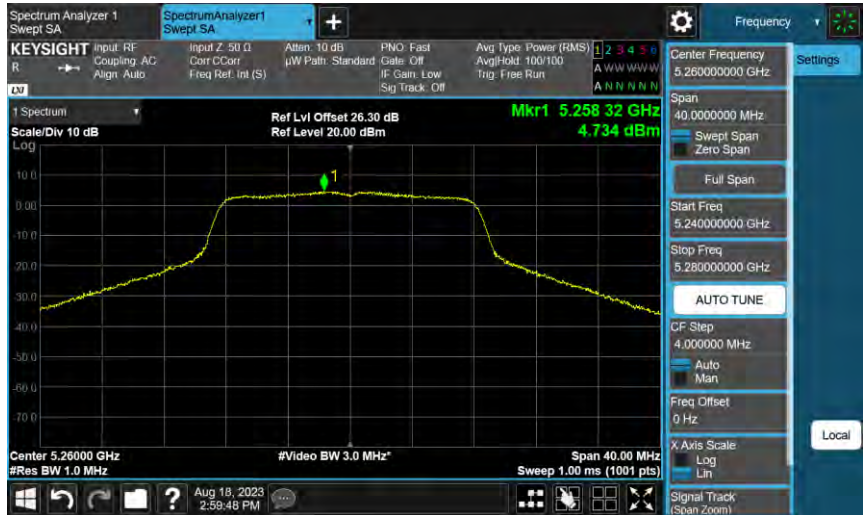 Spectrum Analyzer 1
Swept SA
SpectrumAnalyzer1
Swept SA
Frequency
KEYSIGHT
R
LXI
Input: RF
Coupling: AC
Align: Auto
Input Z: 50 Ω
Corr CCorr
Freq Ref: Int (S)
Atten: 10 dB
µW Path: Standard
PNO: Fast
Gate: Off
IF Gain: Low
Sig Track: Off
Avg Type: Power (RMS)
Avg|Hold: 100/100
Trig: Free Run
1 2 3 4 5 6
A W W W W W
A N N N N N
1 Spectrum
Scale/Div 10 dB
Log
Ref Lvl Offset 26.30 dB
Ref Level 20.00 dBm
Mkr1 5.258 32 GHz
4.734 dBm
1
10.0
0.00
-10.0
-20.0
-30.0
-40.0
-50.0
-60.0
-70.0
Center 5.26000 GHz
#Res BW 1.0 MHz
#Video BW 3.0 MHz*
Span 40.00 MHz
Sweep 1.00 ms (1001 pts)
?
Aug 18, 2023
2:59:48 PM
Center Frequency
5.260000000 GHz
Span
40.0000000 MHz
Swept Span
Zero Span
Full Span
Start Freq
5.240000000 GHz
Stop Freq
5.280000000 GHz
AUTO TUNE
CF Step
4.000000 MHz
Auto
Man
Freq Offset
0 Hz
X Axis Scale
Log
Lin
Signal Track
(Span Zoom)
Settings
Local